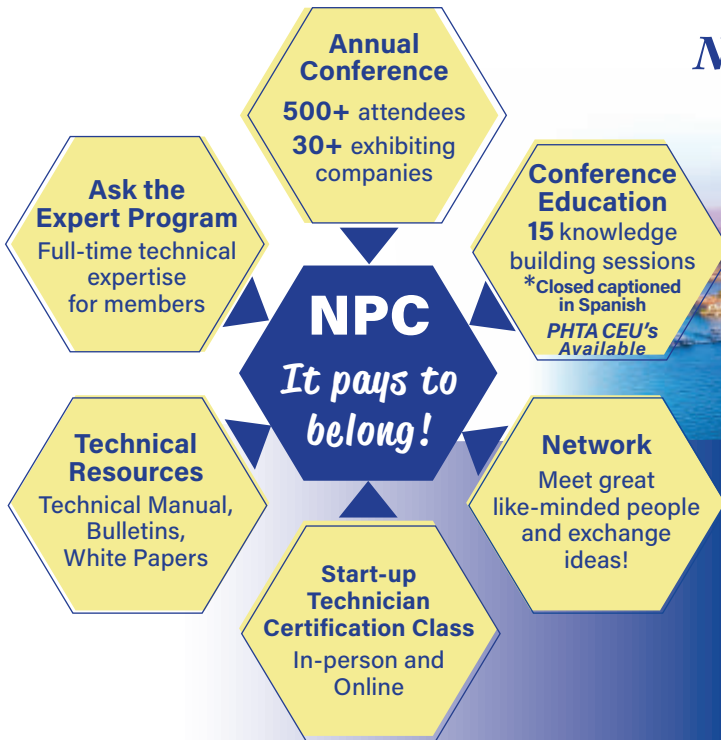 N
Annual
Conference
500+ attendees
30+ exhibiting
companies
Ask the
Expert Program
Full-time technical
expertise
for members
Conference
Education
15 knowledge
building sessions
*Closed captioned
in Spanish
PHTA CEU's
Available
NPC
It pays to
belong!
Technical
Resources
Technical Manual,
Bulletins,
White Papers
Network
Meet great
like-minded people
and exchange
ideas!
Start-up
Technician
Certification Class
In-person and
Online